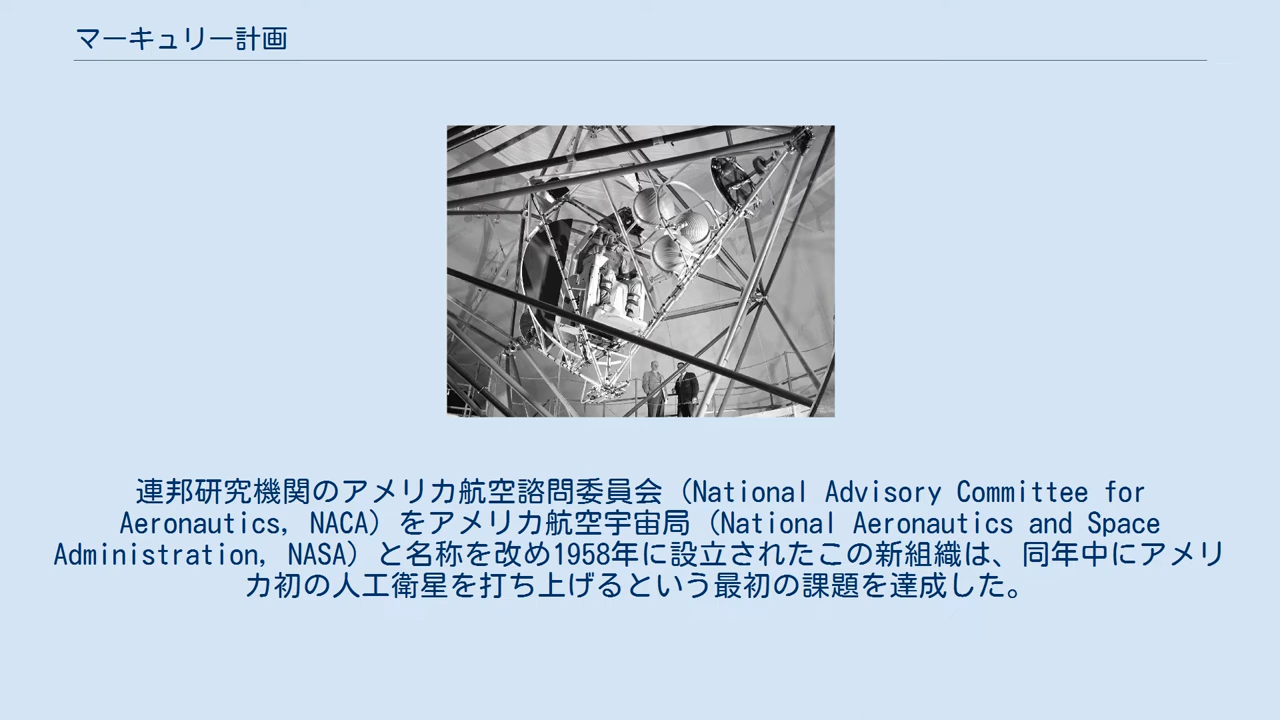 マーキュリー計画
連邦研究機関のアメリカ航空諮問委員会（National Advisory Committee for
Aeronautics, NACA）をアメリカ航空宇宙局（National Aeronautics and Space
Administration, NASA）と名称を改め1958年に設立されたこの新組織は、同年中にアメリ
カ初の人工衛星を打ち上げるという最初の課題を達成した。